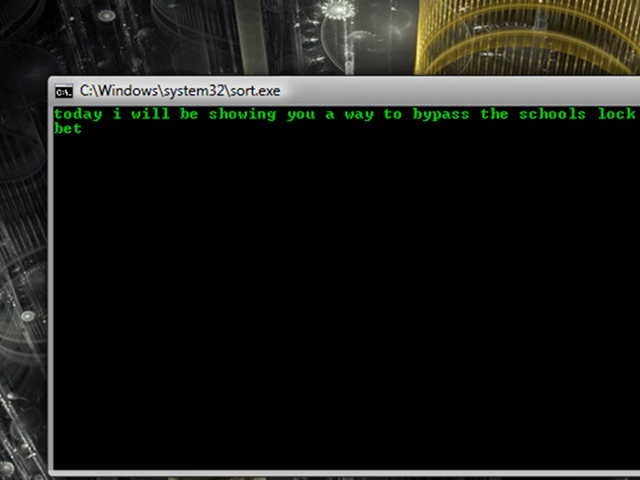 C:\Windows\system32\sort.exe
today i will be showing you a way to bypass the schools lock
bet